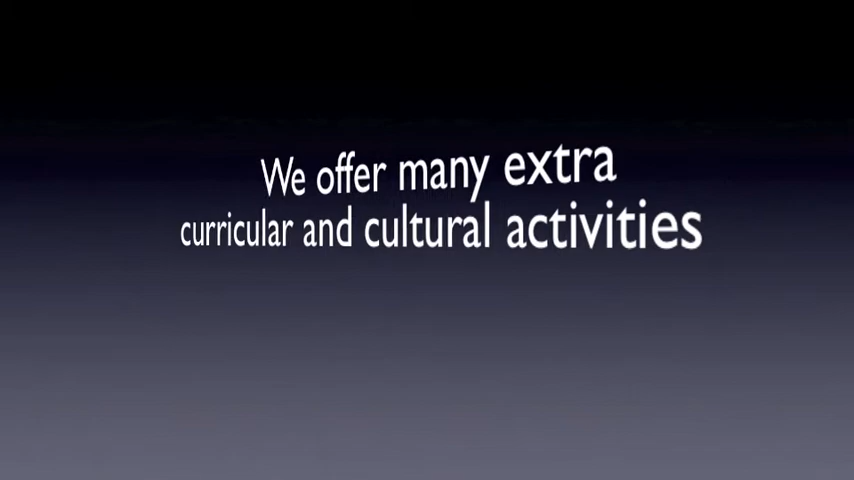 We offer many extra
curricular and cultural activities